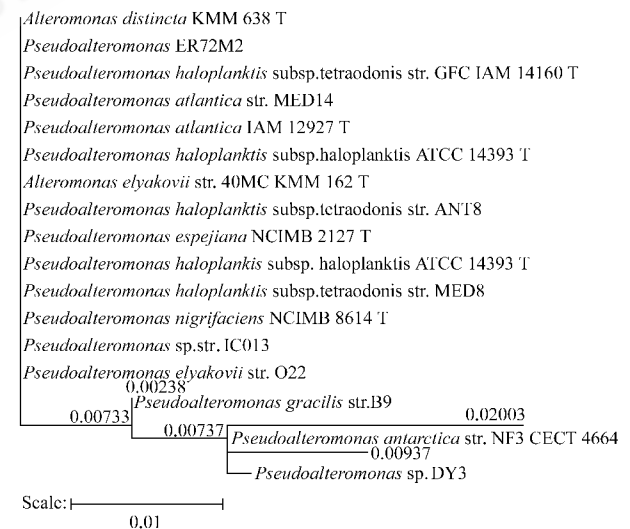 Alteromonas distincta KMM 638 T
Pseudoalteromonas ER72M2
Pseudoalteromonas haloplanktis subsp.tetraodonis str. GFC IAM 14160 T
Pseudoalteromonas atlantica str. MED14
Pseudoalteromonas atlantica IAM 12927 T
Pseudoalteromonas haloplanktis subsp.haloplanktis ATCC 14393 T
Alteromonas elyakovii str. 40MC KMM 162 T
Pseudoalteromonas haloplanktis subsp.tetraodonis str. ANT8
Pseudoalteromonas espejiana NCIMB 2127 T
Pseudoalteromonas haloplankis subsp. haloplanktis ATCC 14393 T
Pseudoalteromonas haloplanktis subsp.tetraodonis str. MED8
Pseudoalteromonas nigrifaciens NCIMB 8614 T
Pseudoalteromonas sp.str. IC013
Pseudoalteromonas elyakovii str. O22
0.00238
Pseudoalteromonas gracilis str.B9
0.00733 0.02003
0.00737
Pseudoalteromonas antarctica str. NF3 CECT 4664
0.00937
Pseudoalteromonas sp. DY3
Scale:
0.01